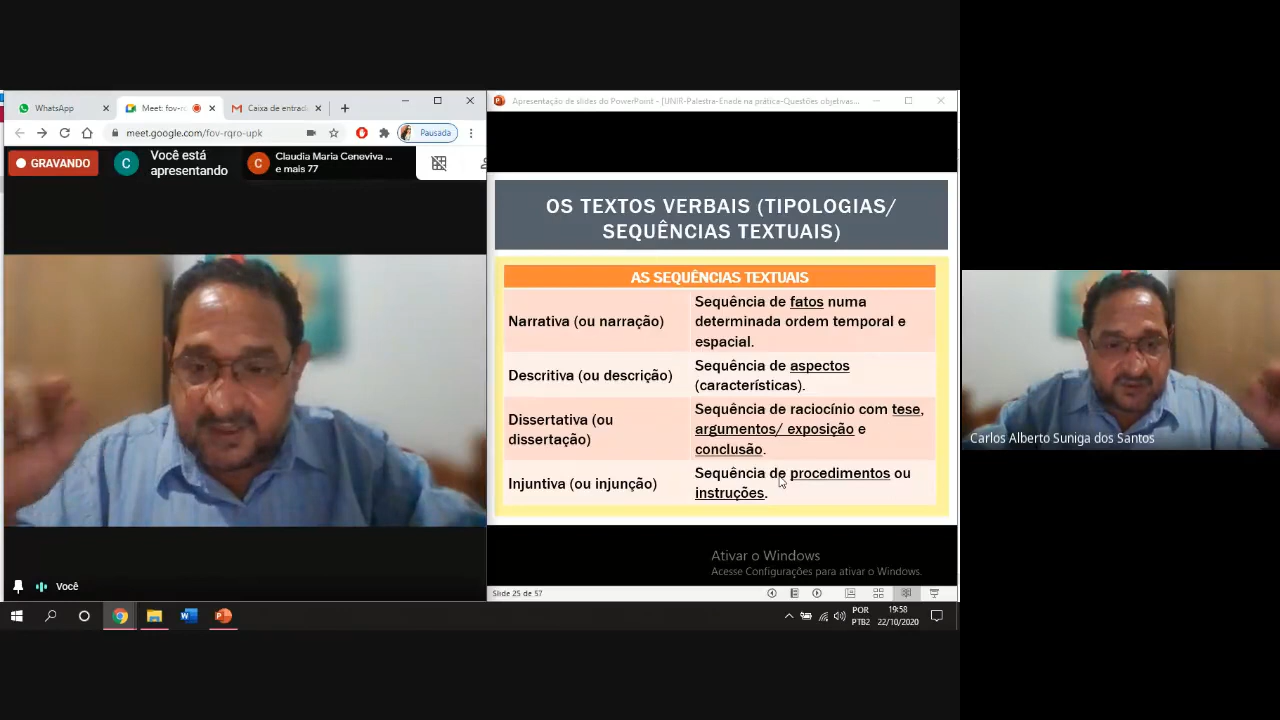 WhatsApp
Meet: fov-rq
Caixa de entrad
Apresentação de slides do PowerPoint - [UNIR-Palestra-Enade na prática-Questões objetivas...
meet.google.com/fov-rqro-upk
Pausada
GRAVANDO
C
Você está
apresentando
C
Claudia Maria Ceneviva ...
e mais 77
OS TEXTOS VERBAIS (TIPOLOGIAS/
SEQUÊNCIAS TEXTUAIS)
AS SEQUÊNCIAS TEXTUAIS
Narrativa (ou narração)
Sequência de fatos numa
determinada ordem temporal e
espacial.
Descritiva (ou descrição)
Sequência de aspectos
(características).
Dissertativa (ou
dissertação)
Sequência de raciocínio com tese,
argumentos/ exposição e
conclusão.
Injuntiva (ou injunção)
Sequência de procedimentos ou
instruções.
Carlos Alberto Suniga dos Santos
Ativar o Windows
Acesse Configurações para ativar o Windows.
Você
Slide 25 de 57
POR
PTB2
19:58
22/10/2020